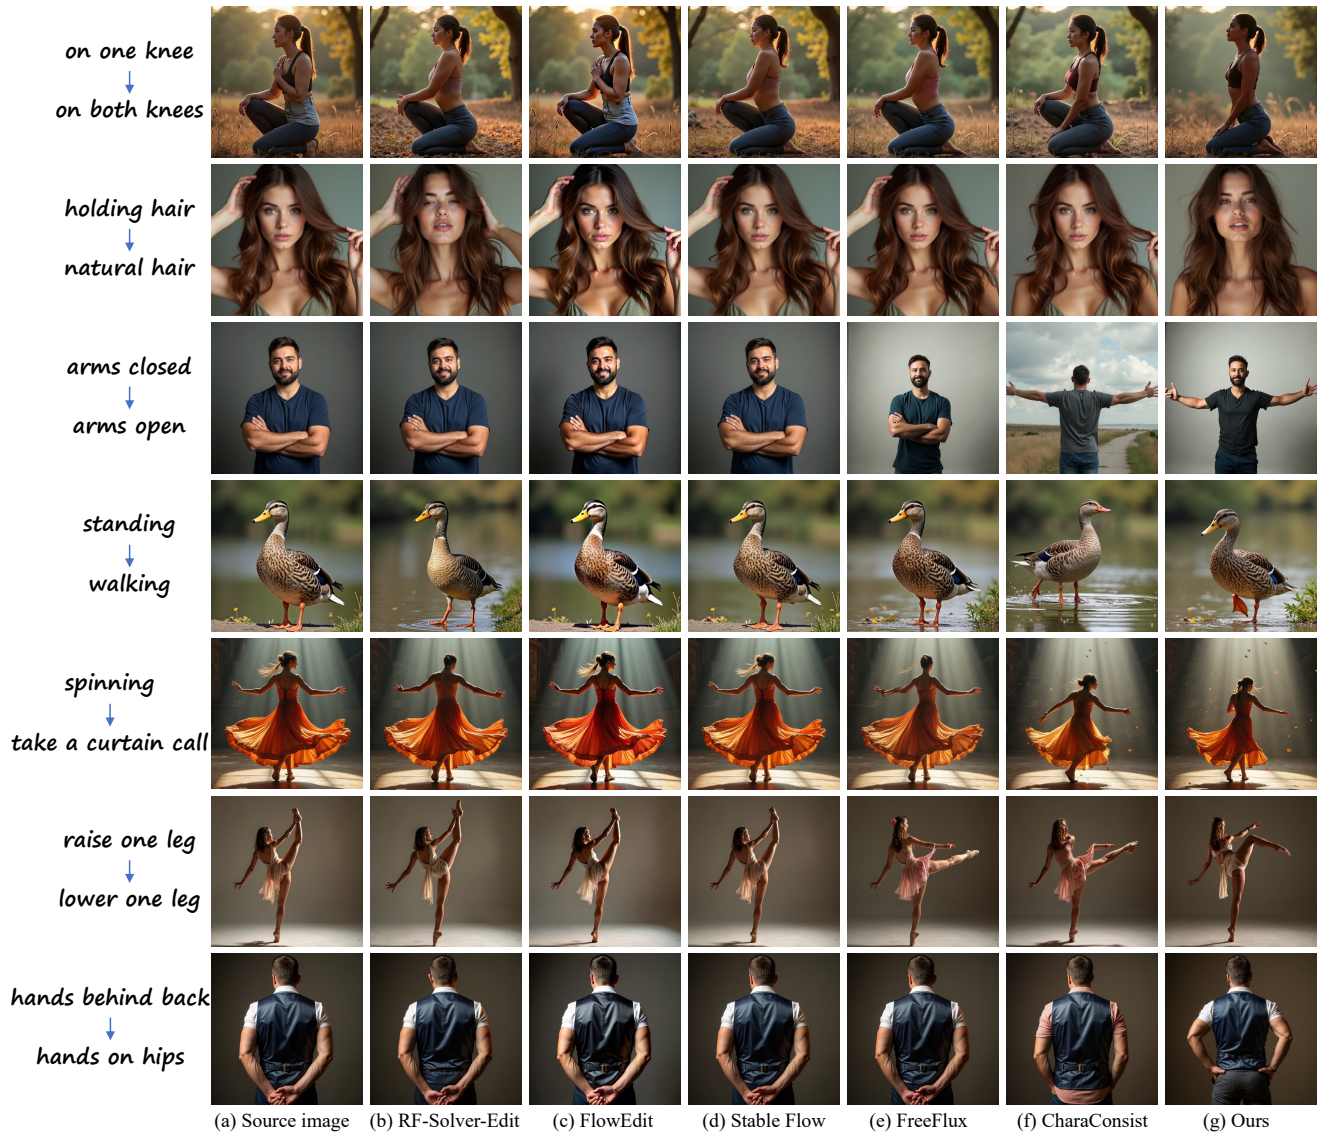 on one knee
on both knees
holding hair
natural hair
arms closed
arms open
standing
walking
spinning
take a curtain call
raise one leg
lower one leg
hands behind back
hands on hips
(a) Source image (b) RF-Solver-Edit (c) FlowEdit (d) Stable Flow (e) FreeFlux (f) CharaConsist (g) Ours